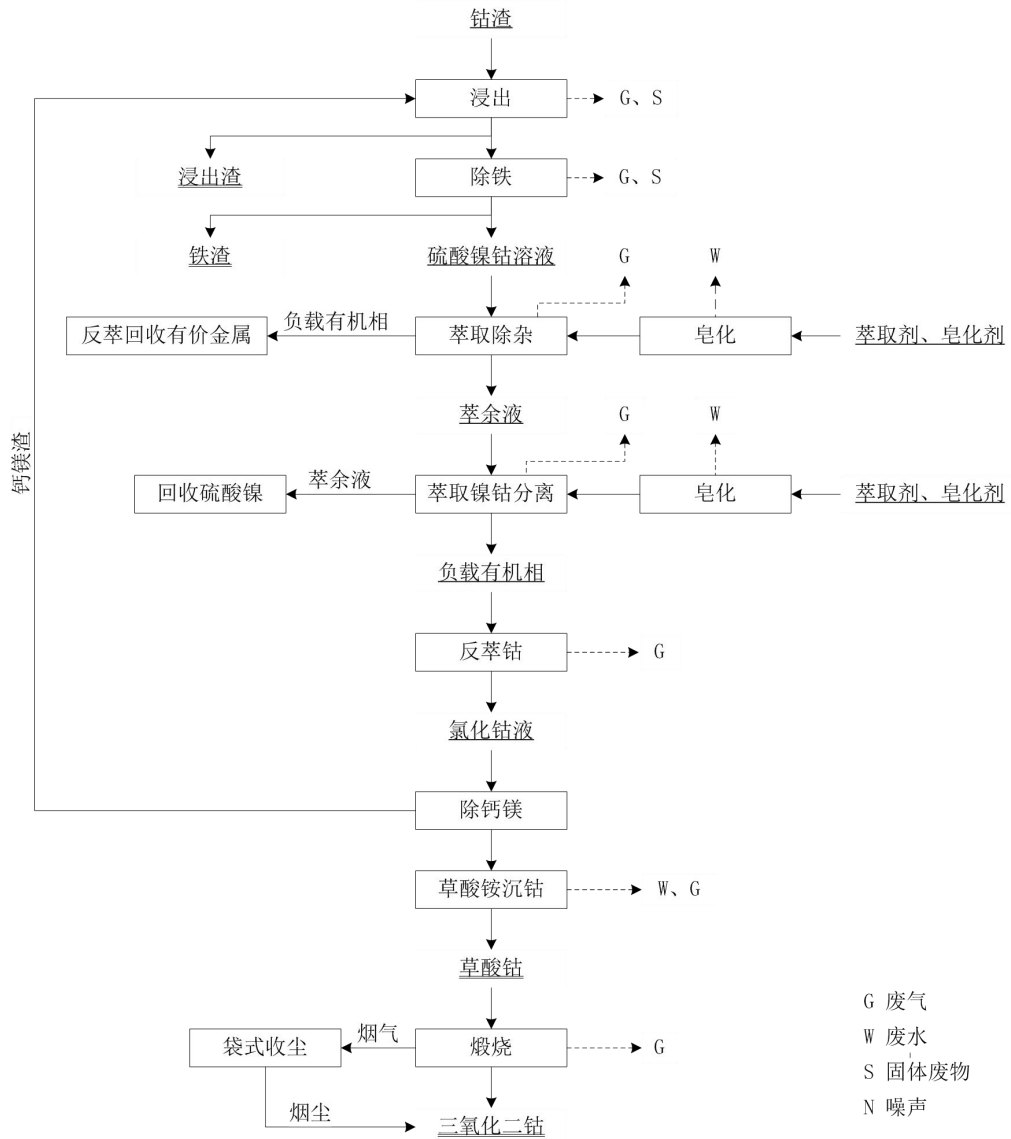 钴渣
浸出
G、S
浸出渣
除铁
G、S
铁渣
硫酸镍钴溶液
G
W
反萃回收有价金属
负载有机相
萃取除杂
皂化
萃取剂、皂化剂
萃余液
G
W
钙镁渣
回收硫酸镍
萃余液
萃取镍钴分离
皂化
萃取剂、皂化剂
负载有机相
反萃钴
G
氯化钴液
除钙镁
草酸铵沉钴
W、G
草酸钴
袋式收尘
烟气
煅烧
G
烟尘
三氧化二钴
G 废气
W 废水
S 固体废物
N 噪声